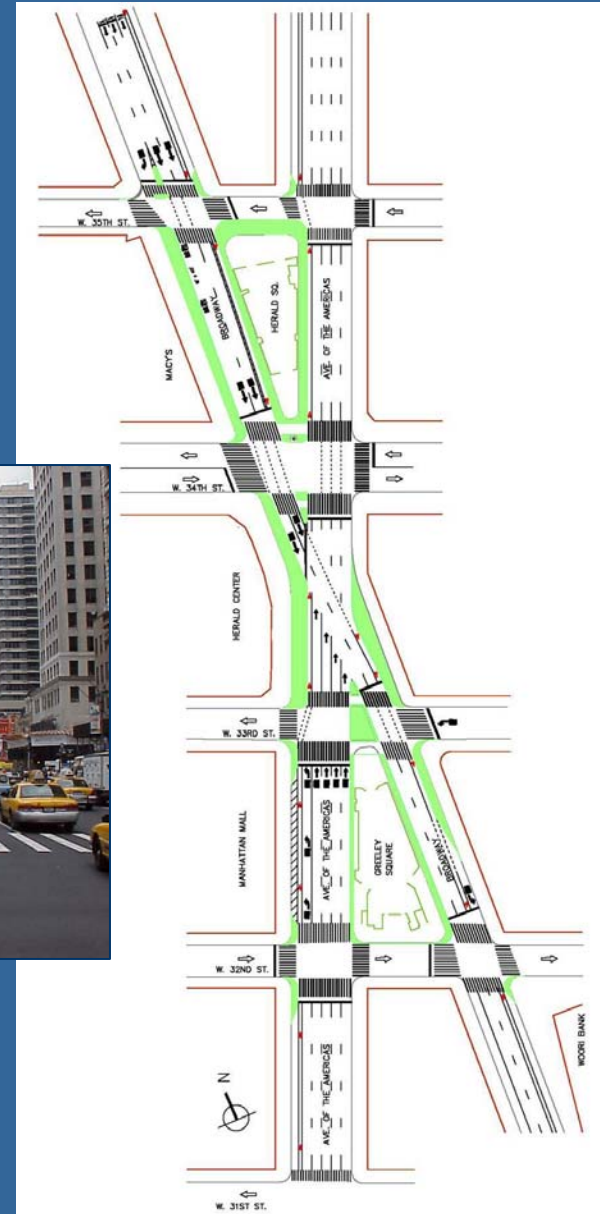 W. 35TH ST.
BROADWAY
HERALD SQ.
AVE. OF THE AMERICAS
MACY'S
W. 34TH ST.
HERALD CENTER
W. 33RD ST.
MANHATTAN MALL
AVE. OF THE AMERICAS
GREELEY
SQUARE
BROADWAY
W. 32ND ST.
WOORI BANK
N
AVE. OF THE AMERICAS
W. 31ST ST.